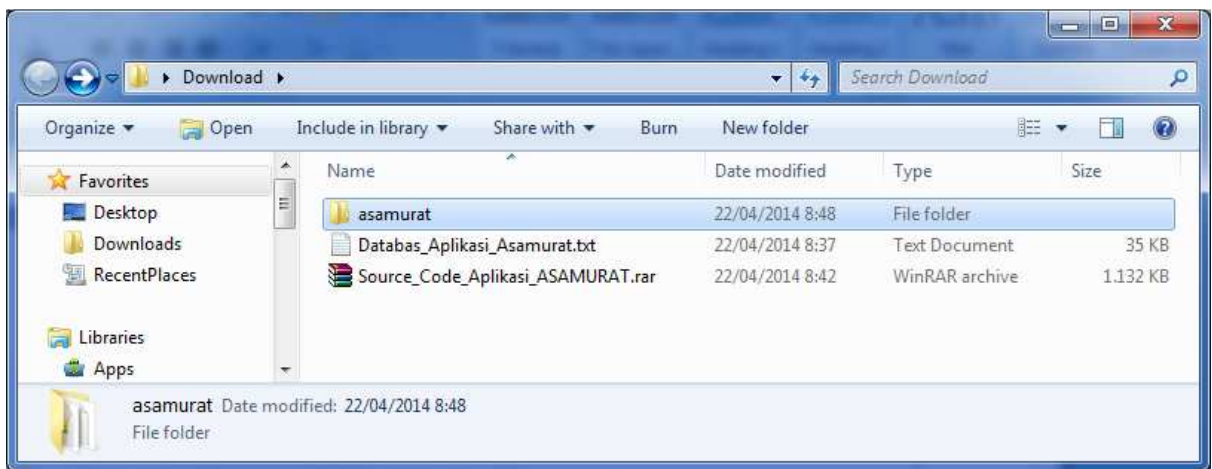 Download
Search Download
Organize Open Include in library Share with Burn New folder
Favorites
Desktop
Downloads
RecentPlaces
Libraries
Apps
Name Date modified Type Size
asamurat 22/04/2014 8:48 File folder
Databas_Aplikasi_Asamurat.txt 22/04/2014 8:37 Text Document 35 KB
Source_Code_Aplikasi_ASAMURAT.rar 22/04/2014 8:42 WinRAR archive 1.132 KB
asamurat Date modified: 22/04/2014 8:48
File folder